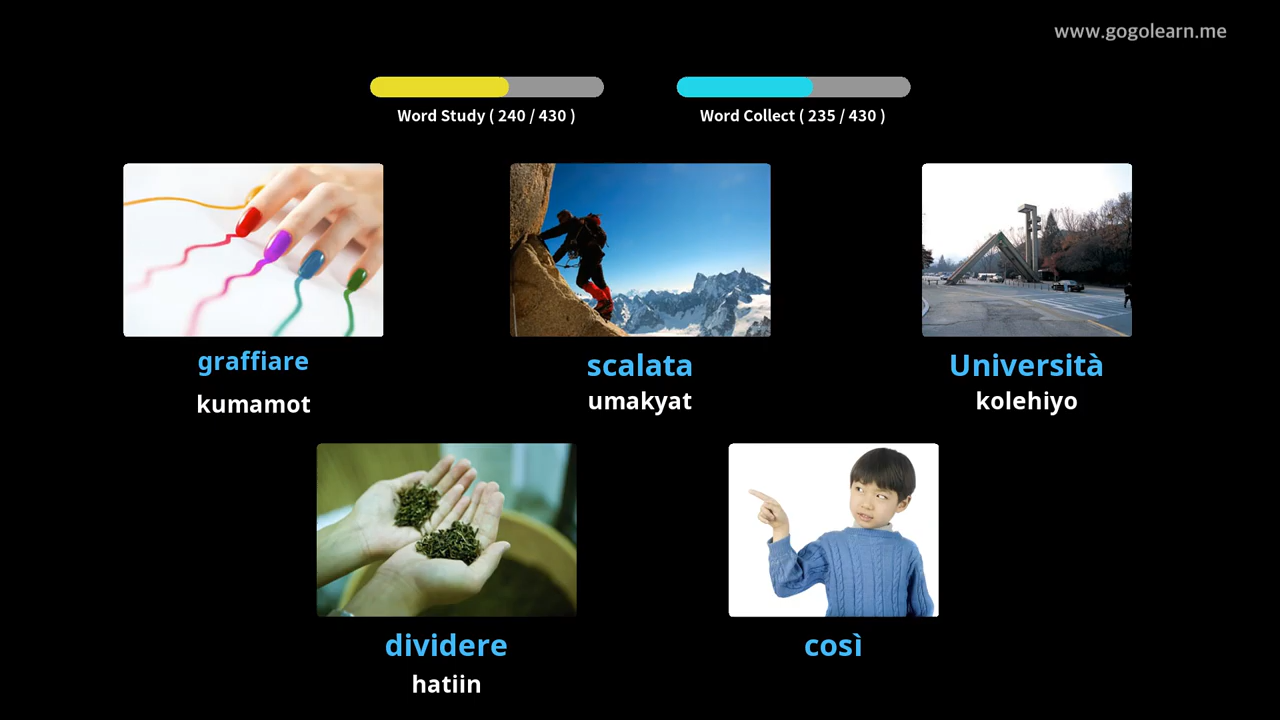 www.gogolearn.me
Word Study ( 240 / 430 )
Word Collect ( 235 / 430 )
graffiare
kumamot
scalata
umakyat
Università
kolehiyo
dividere
hatiin
così